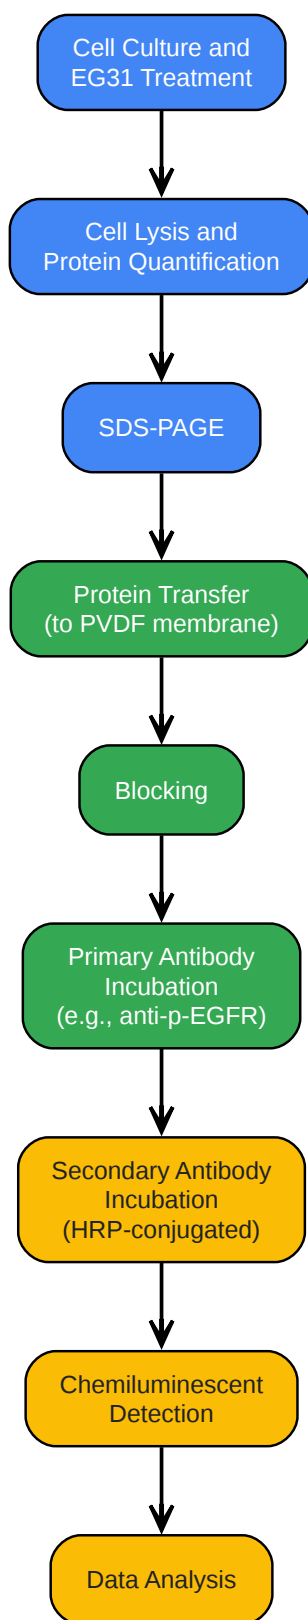 Cell Culture and
EG31 Treatment
Cell Lysis and
Protein Quantification
SDS-PAGE
Protein Transfer
(to PVDF membrane)
Blocking
Primary Antibody
Incubation
(e.g., anti-p-EGFR)
Secondary Antibody
Incubation
(HRP-conjugated)
Chemiluminescent
Detection
Data Analysis